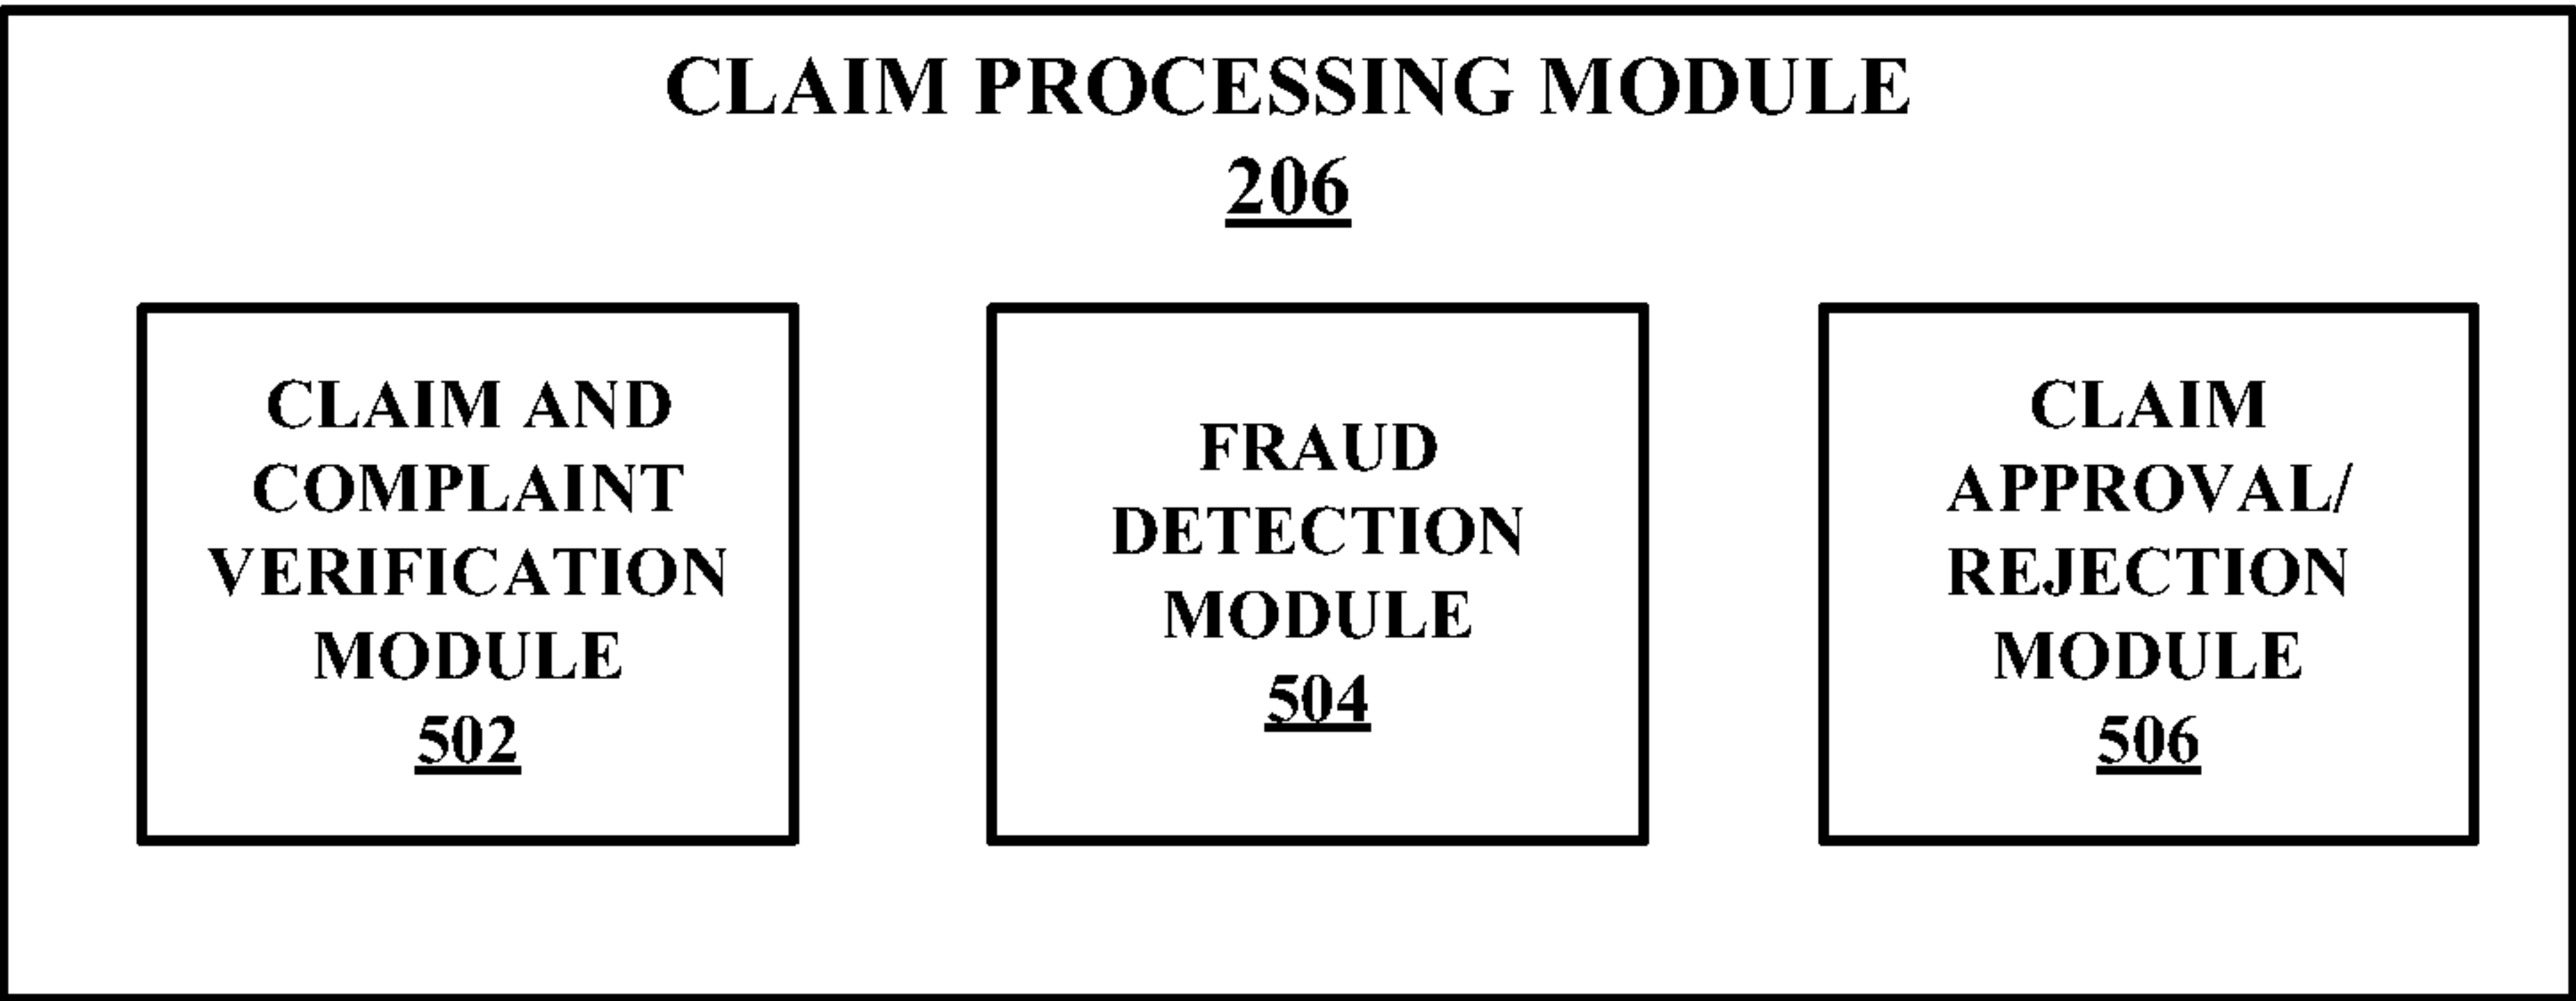 CLAIM PROCESSING MODULE
206
CLAIM AND
COMPLAINT
VERIFICATION
MODULE
502
FRAUD
DETECTION
MODULE
504
CLAIM
APPROVAL/
REJECTION
MODULE
506